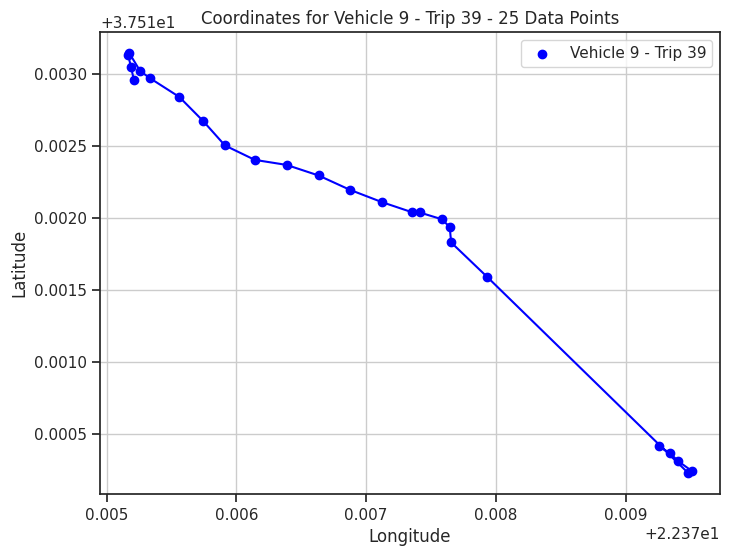 Coordinates for Vehicle 9 - Trip 39 - 25 Data Points
+3.751e1
Vehicle 9 - Trip 39
0.0030
0.0025
0.0020
0.0015
0.0010
0.0005
Latitude
0.005 0.006 0.007 0.008 0.009
Longitude
+2.237e1